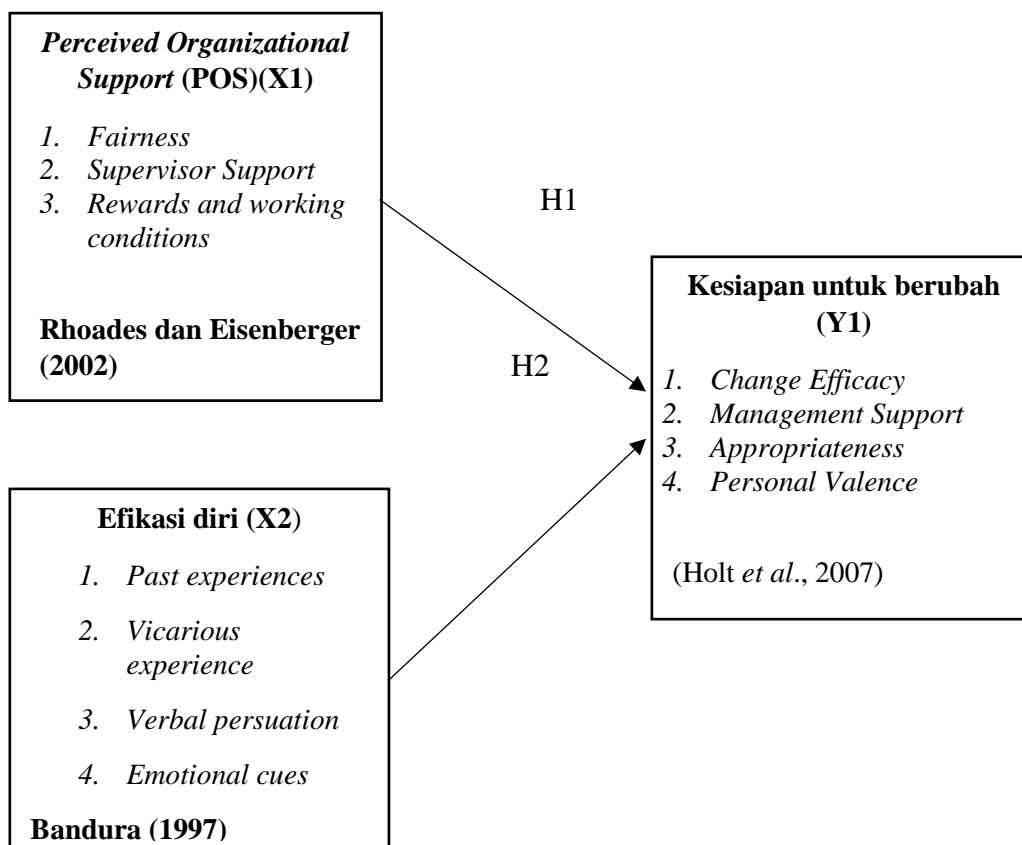 Perceived Organizational
Support (POS)(X1)
1. Fairness
2. Supervisor Support
3. Rewards and working
conditions
Rhoades dan Eisenberger
(2002)
H1
H2
Kesiapan untuk berubah
(Y1)
1. Change Efficacy
2. Management Support
3. Appropriateness
4. Personal Valence
(Holt et al., 2007)
Efikasi diri (X2)
1. Past experiences
2. Vicarious
experience
3. Verbal persuation
4. Emotional cues
Bandura (1997)